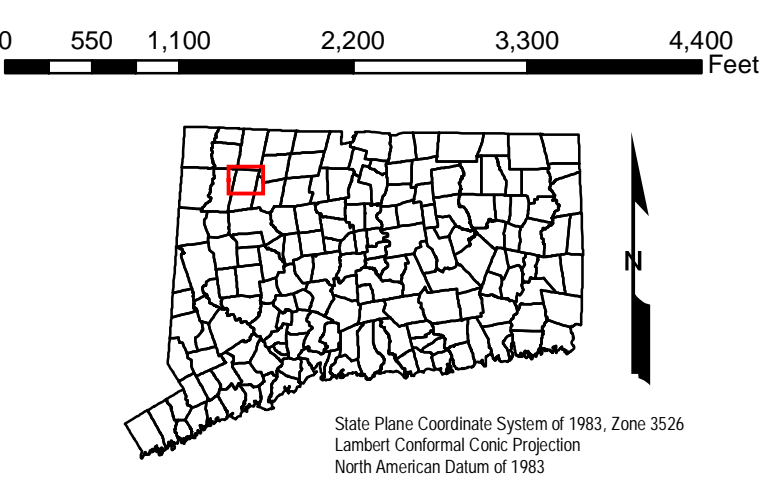 0 550 1,100 2,200 3,300 4,400
Feet
N
State Plane Coordinate System of 1983, Zone 3526
Lambert Conformal Conic Projection
North American Datum of 1983